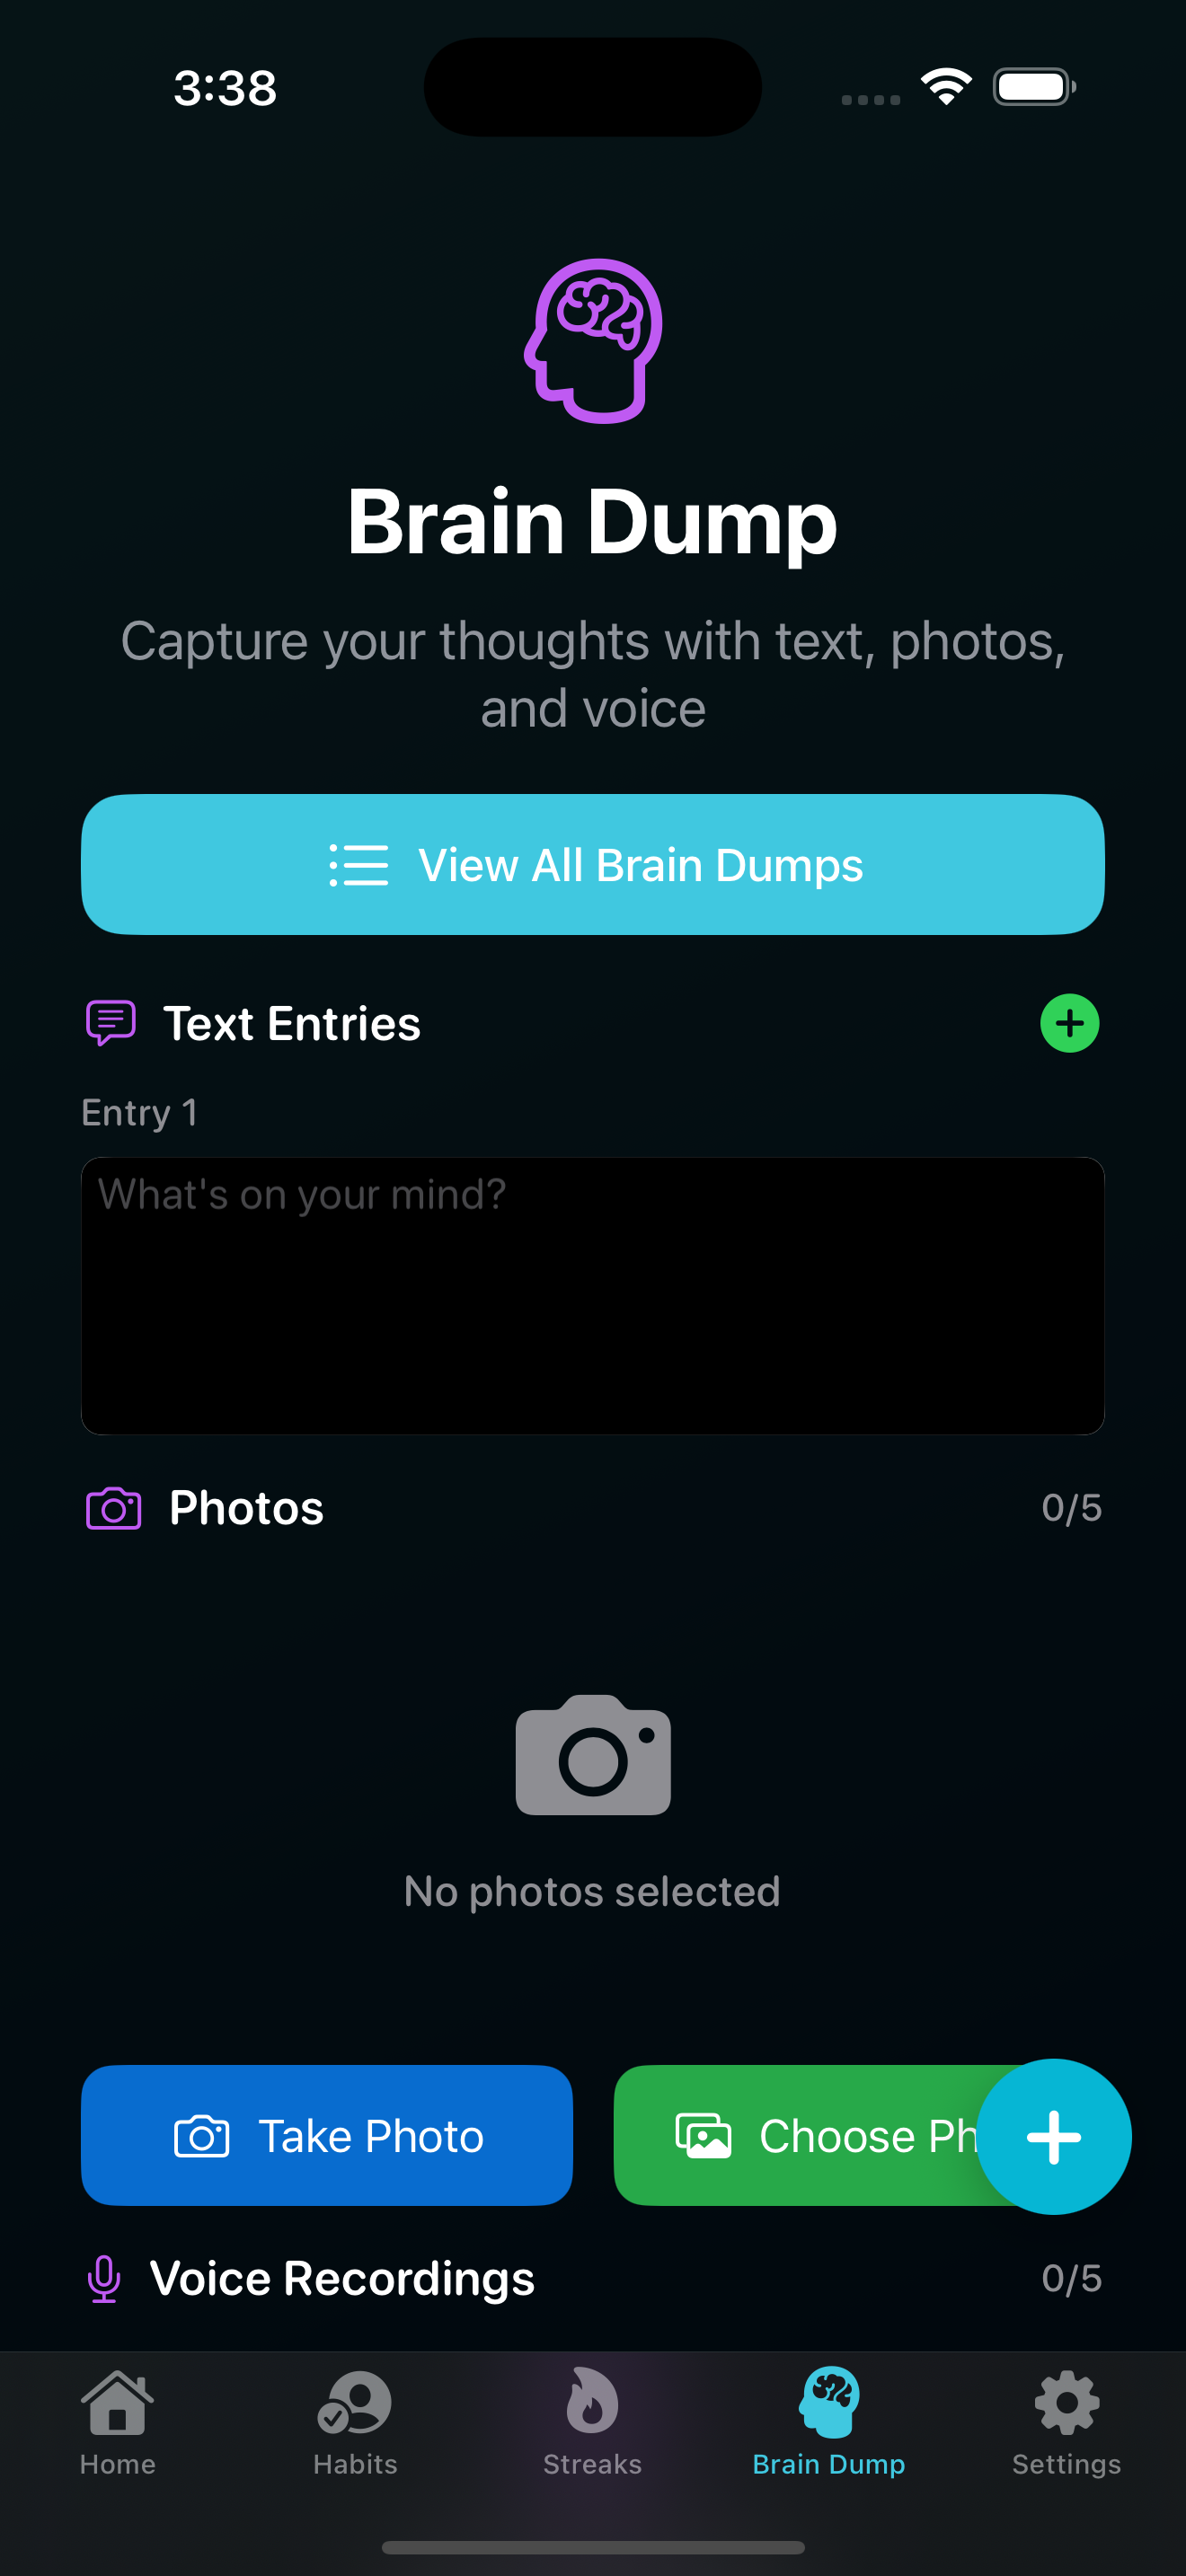 3:38
Brain Dump
Capture your thoughts with text, photos,
and voice
View All Brain Dumps
Text Entries
Entry 1
What's on your mind?
Photos
0/5
No photos selected
Take Photo
Choose Ph
Voice Recordings
0/5
Home
Habits
Streaks
Brain Dump
Settings